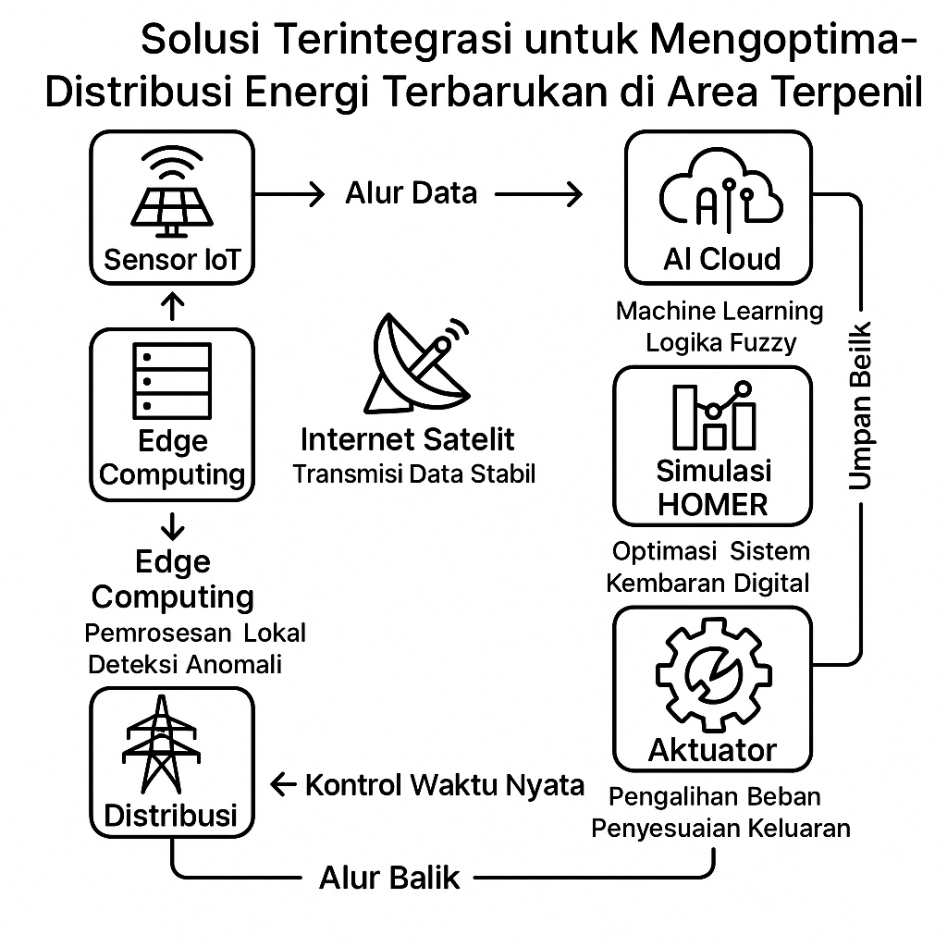 Solusi Terintegrasi untuk Mengoptima-
Distribusi Energi Terbarukan di Area Terpenil
Sensor IoT
Alur Data
AI
AI Cloud
Machine Learning
Logika Fuzzy
Edge
Computing
Internet Satelit
Transmisi Data Stabil
Simulasi
HOMER
Umpan Beilk
Optimasi Sistem
Kembaran Digital
Edge
Computing
Pemrosesan Lokal
Deteksi Anomali
Aktuator
Pengalihan Beban
Penyesuaian Keluaran
Distribusi
Kontrol Waktu Nyata
Alur Balik